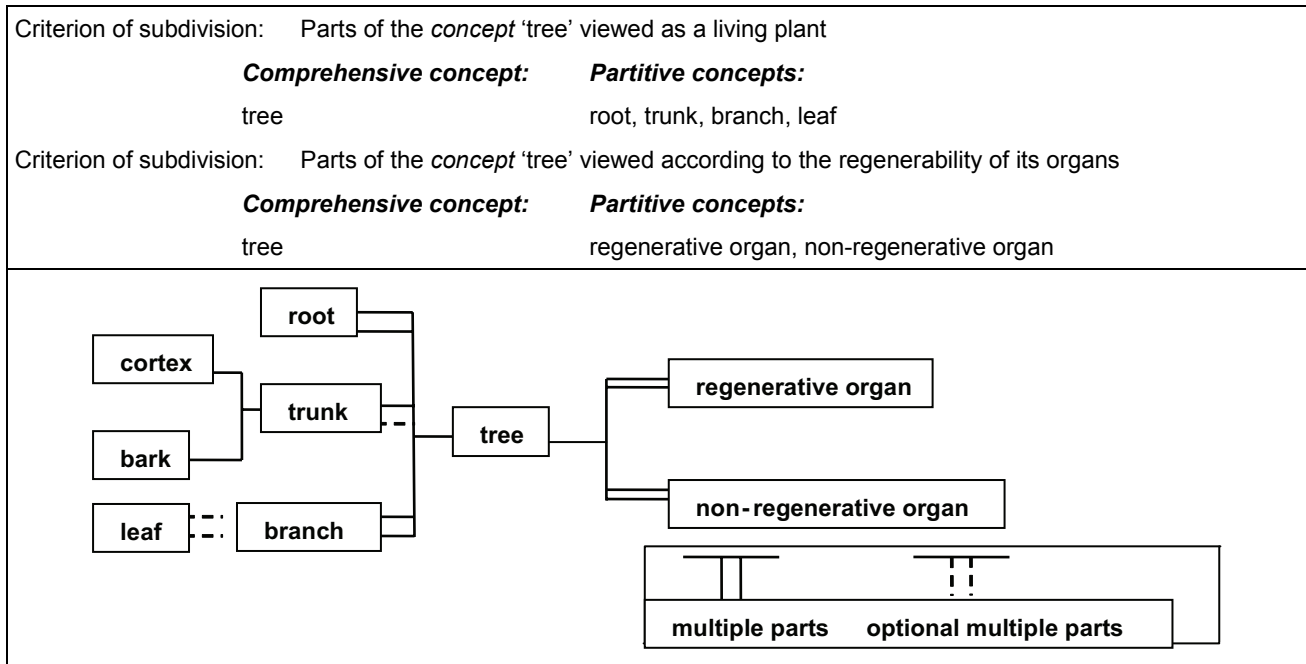 Criterion of subdivision: Parts of the concept ‘tree’ viewed as a living plant
Comprehensive concept: Partitive concepts:
tree root, trunk, branch, leaf
Criterion of subdivision: Parts of the concept ‘tree’ viewed according to the regenerability of its organs
Comprehensive concept: Partitive concepts:
tree regenerative organ, non-regenerative organ
root
cortex
trunk
bark
leaf
branch
tree
regenerative organ
non-regenerative organ
multiple parts optional multiple parts